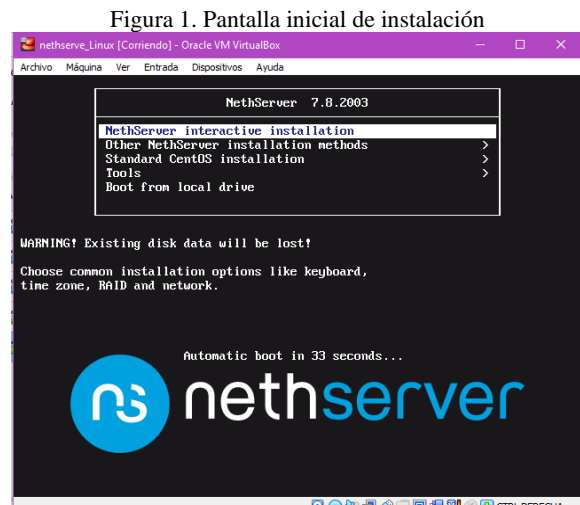 Figura 1. Pantalla inicial de instalación
nethserve_Linux [Corriendo] - Oracle VM VirtualBox
Archivo Máquina Ver Entrada Dispositivos Ayuda
NethServer 7.8.2003
NethServer interactive installation
Other NethServer installation methods >
Standard CentOS installation >
Tools >
Boot from local drive
WARNING! Existing disk data will be lost!
Choose common installation options like keyboard,
time zone, RAID and network.
Automatic boot in 33 seconds...
ns nethserver
CTRL DERECHA